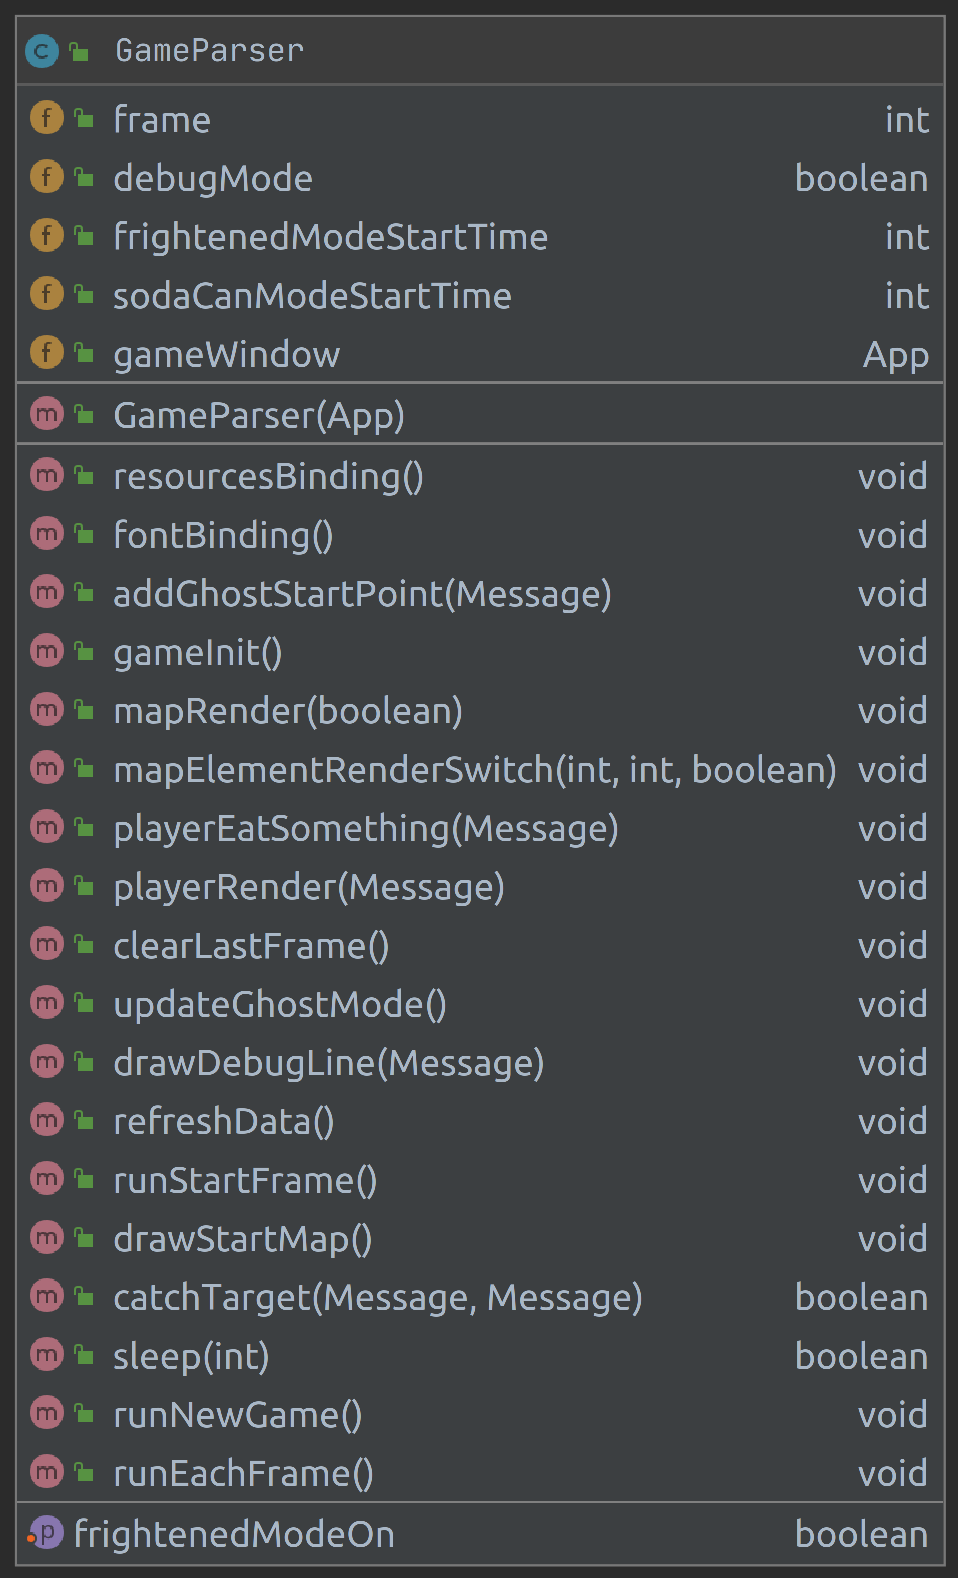 c GameParser
f frame int
f debugMode boolean
f frightenedModeStartTime int
f sodaCanModeStartTime int
f gameWindow App
m GameParser(App)
m resourcesBinding() void
m fontBinding() void
m addGhostStartPoint(Message) void
m gameInit() void
m mapRender(boolean) void
m mapElementRenderSwitch(int, int, boolean) void
m playerEatSomething(Message) void
m playerRender(Message) void
m clearLastFrame() void
m updateGhostMode() void
m drawDebugLine(Message) void
m refreshData() void
m runStartFrame() void
m drawStartMap() void
m catchTarget(Message, Message) boolean
m sleep(int) boolean
m runNewGame() void
m runEachFrame() void
p frightenedModeOn boolean